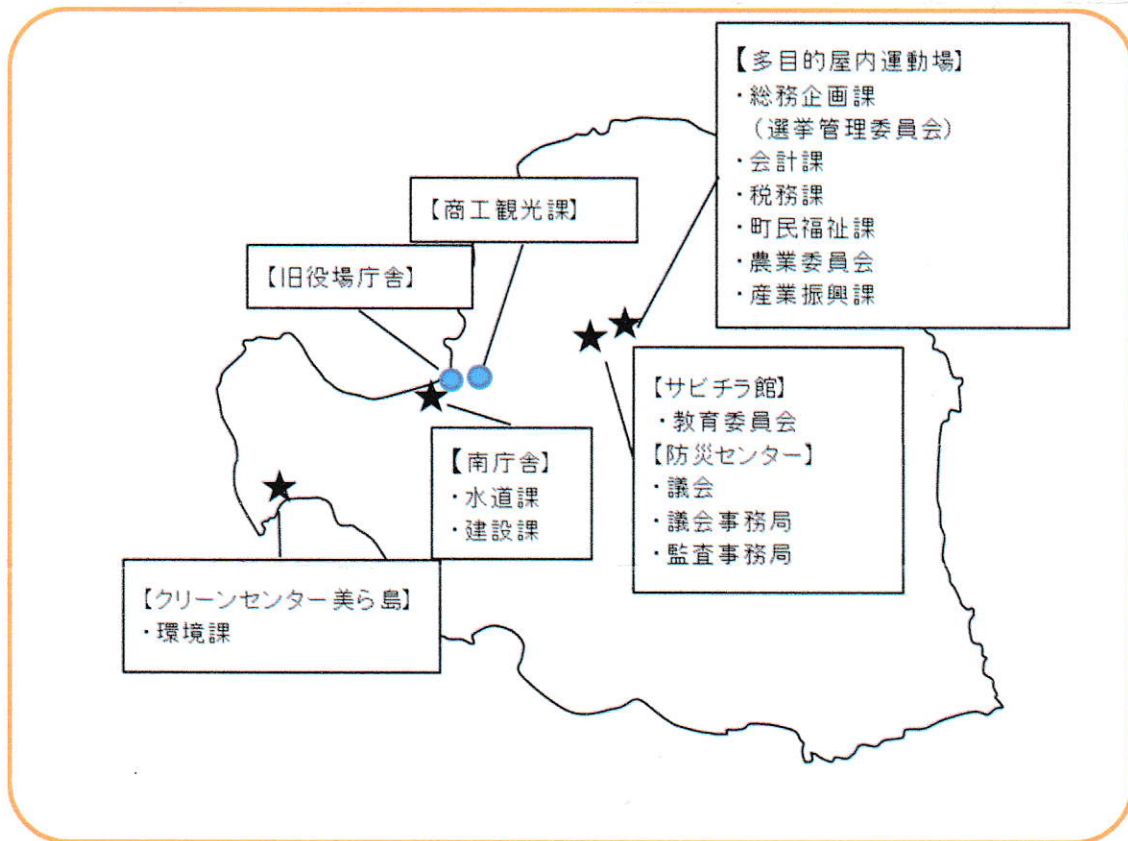 【多目的屋内運動場】
・総務企画課
（選挙管理委員会）
・会計課
・税務課
・町民福祉課
・農業委員会
・産業振興課
【商工観光課】
【旧役場庁舎】
【サビチラ館】
・教育委員会
【防災センター】
・議会
・議会事務局
・監査事務局
【南庁舎】
・水道課
・建設課
【クリーンセンター美ら島】
・環境課